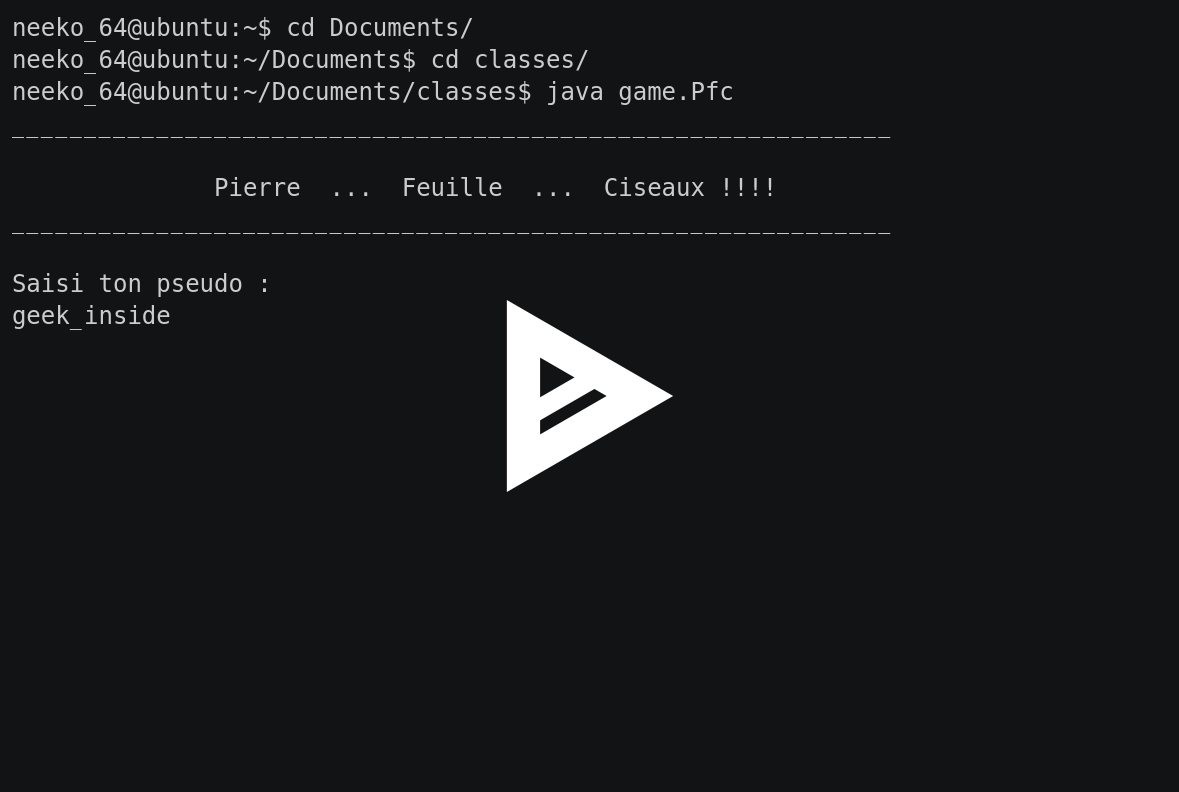 neeko_64@ubuntu:~$ cd Documents/
neeko_64@ubuntu:~/Documents$ cd classes/
neeko_64@ubuntu:~/Documents/classes$ java game.Pfc
_____________________________________________________________
Pierre  ...  Feuille  ...  Ciseaux !!!!
_____________________________________________________________
Saisi ton pseudo :
geek_inside